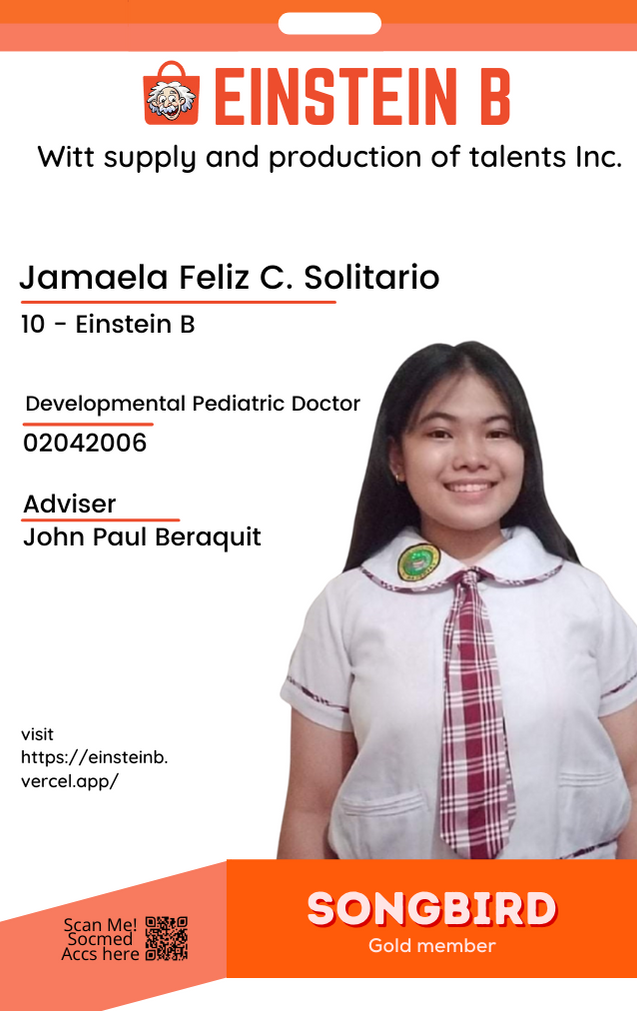 EINSTEIN B
Witt supply and production of talents Inc.
Jamaela Feliz C. Solitario
10 - Einstein B
Developmental Pediatric Doctor
02042006
Adviser
John Paul Beraquit
visit
https://einsteinb.
vercel.app/
Scan Me!
Socmed
Accs here
SONGBIRD
Gold member